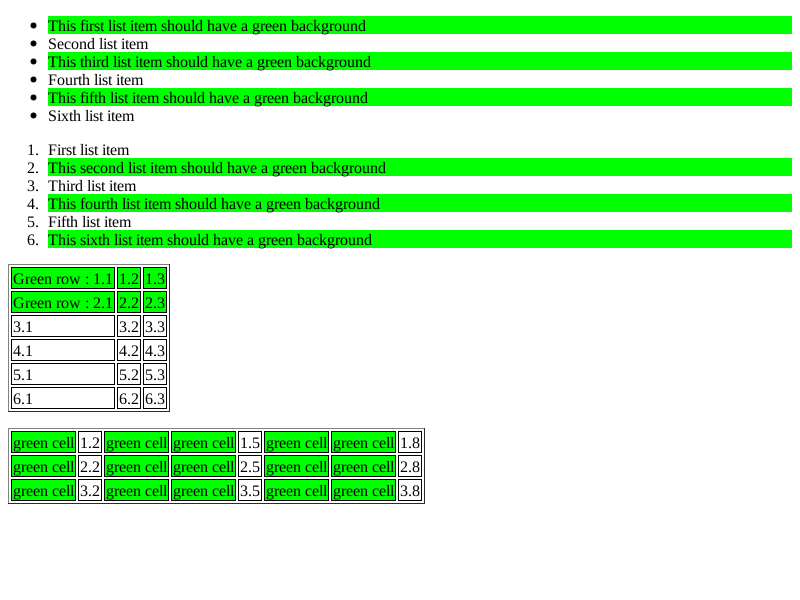 • This first list item should have a green background
• Second list item
• This third list item should have a green background
• Fourth list item
• This fifth list item should have a green background
• Sixth list item
1. First list item
2. This second list item should have a green background
3. Third list item
4. This fourth list item should have a green background
5. Fifth list item
6. This sixth list item should have a green background
Green row : 1.1 1.2 1.3
Green row : 2.1 2.2 2.3
3.1 3.2 3.3
4.1 4.2 4.3
5.1 5.2 5.3
6.1 6.2 6.3
green cell 1.2 green cell green cell 1.5 green cell green cell 1.8
green cell 2.2 green cell green cell 2.5 green cell green cell 2.8
green cell 3.2 green cell green cell 3.5 green cell green cell 3.8